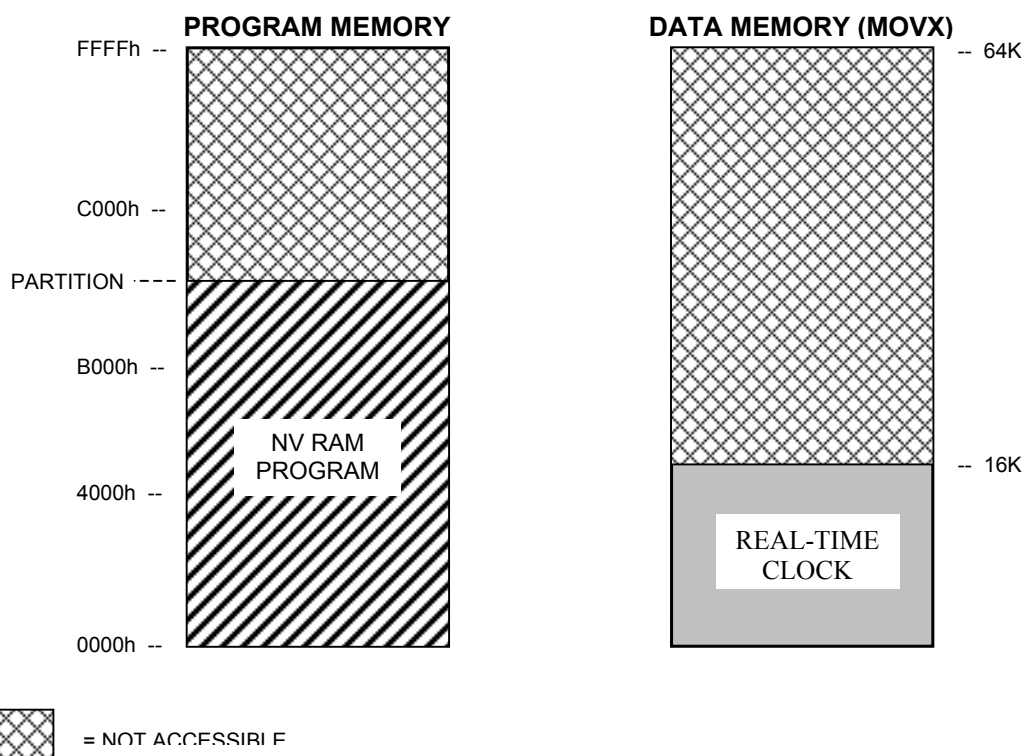 PROGRAM MEMORY
DATA MEMORY (MOVX)
FFFFh --
-- 64K
C000h --
PARTITION ----
B000h --
NV RAM
PROGRAM
4000h --
-- 16K
REAL-TIME
CLOCK
0000h --
= NOT ACCESSIBLE